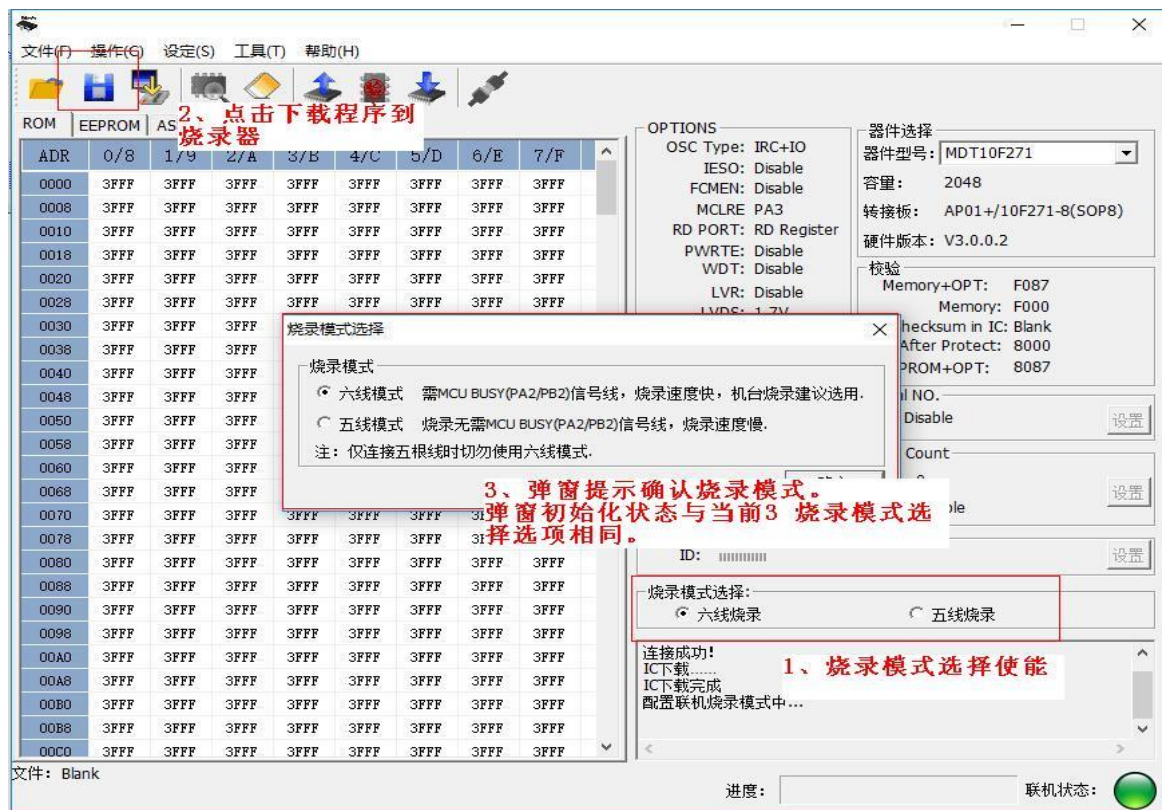 文件(F) 操作(C) 设定(S) 工具(T) 帮助(H)
2、点击下载程序到
烧录器
ROM EEPROM AS
ADR 0/8 1/9 2/A 3/B 4/C 5/D 6/E 7/F
0000 3FFF 3FFF 3FFF 3FFF 3FFF 3FFF 3FFF 3FFF
0008 3FFF 3FFF 3FFF 3FFF 3FFF 3FFF 3FFF 3FFF
0010 3FFF 3FFF 3FFF 3FFF 3FFF 3FFF 3FFF 3FFF
0018 3FFF 3FFF 3FFF 3FFF 3FFF 3FFF 3FFF 3FFF
0020 3FFF 3FFF 3FFF 3FFF 3FFF 3FFF 3FFF 3FFF
0028 3FFF 3FFF 3FFF 3FFF 3FFF 3FFF 3FFF 3FFF
0030 3FFF 3FFF 3FFF
0038 3FFF 3FFF 3FFF
0040 3FFF 3FFF 3FFF
0048 3FFF 3FFF 3FFF
0050 3FFF 3FFF 3FFF
0058 3FFF 3FFF 3FFF
0060 3FFF 3FFF 3FFF
0068 3FFF 3FFF 3FFF
0070 3FFF 3FFF 3FFF 3FFF 3FFF 3FFF
0078 3FFF 3FFF 3FFF 3FFF 3FFF 3FFF
0080 3FFF 3FFF 3FFF 3FFF 3FFF 3FFF 3FFF 3FFF
0088 3FFF 3FFF 3FFF 3FFF 3FFF 3FFF 3FFF 3FFF
0090 3FFF 3FFF 3FFF 3FFF 3FFF 3FFF 3FFF 3FFF
0098 3FFF 3FFF 3FFF 3FFF 3FFF 3FFF 3FFF 3FFF
00A0 3FFF 3FFF 3FFF 3FFF 3FFF 3FFF 3FFF 3FFF
00A8 3FFF 3FFF 3FFF 3FFF 3FFF 3FFF 3FFF 3FFF
00B0 3FFF 3FFF 3FFF 3FFF 3FFF 3FFF 3FFF 3FFF
00B8 3FFF 3FFF 3FFF 3FFF 3FFF 3FFF 3FFF 3FFF
00C0 3FFF 3FFF 3FFF 3FFF 3FFF 3FFF 3FFF 3FFF
OPTIONS
OSC Type: IRC+IO
IESO: Disable
FCMEN: Disable
MCLRE PA3
RD PORT: RD Register
PWRTE: Disable
WDT: Disable
LVR: Disable
LVDS: 1.7V
器件选择
器件型号: MDT10F271
容量: 2048
转接板: AP01+/10F271-8(SOP8)
硬件版本: V3.0.0.2
校验
Memory+OPT: F087
Memory: F000
hecksum in IC: Blank
After Protect: 8000
PROM+OPT: 8087
NO.
Disable
设置
Count
设置
ID:
设置
烧录模式选择
烧录模式
六线模式 需MCU BUSY(PA2/PB2)信号线，烧录速度快，机台烧录建议选用.
五线模式 烧录无需MCU BUSY(PA2/PB2)信号线，烧录速度慢.
注：仅连接五根线时切勿使用六线模式.
3、弹窗提示确认烧录模式。
弹窗初始化状态与当前3 烧录模式选
择选项相同。
烧录模式选择:
六线烧录 五线烧录
连接成功!
IC下载......
IC下载完成
配置联机烧录模式中...
1、烧录模式选择使能
文件: Blank
进度: 联机状态: